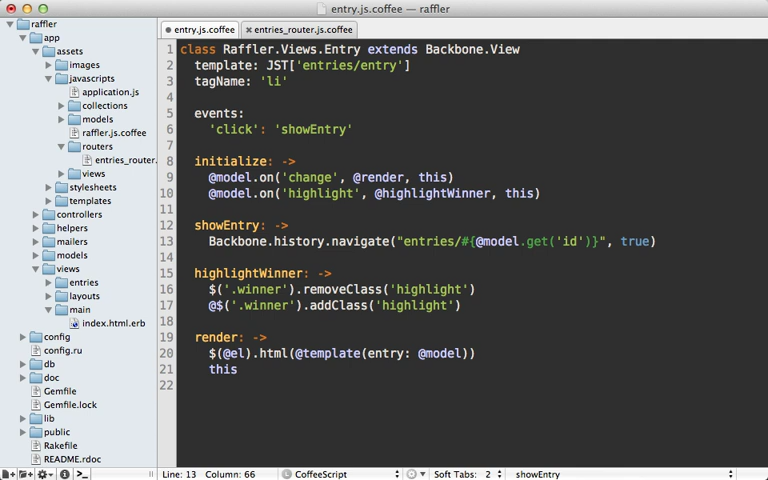 entry.js.coffee — raffler
raffler
app
assets
images
javascripts
application.js
collections
models
raffler.js.coffee
routers
entries_router.
views
stylesheets
templates
controllers
helpers
mailers
models
views
entries
layouts
main
index.html.erb
config
config.ru
db
doc
Gemfile
Gemfile.lock
lib
public
Rakefile
README.rdoc
entry.js.coffee
entries_router.js.coffee
1 class Raffler.Views.Entry extends Backbone.View
2 template: JST['entries/entry']
3 tagName: 'li'
4
5 events:
6 'click': 'showEntry'
7
8 initialize: ->
9 @model.on('change', @render, this)
10 @model.on('highlight', @highlightWinner, this)
11
12 showEntry: ->
13 Backbone.history.navigate("entries/#{@model.get('id')}", true)
14
15 highlightWinner: ->
16 $('.winner').removeClass('highlight')
17 @$('.winner').addClass('highlight')
18
19 render: ->
20 $(@el).html(@template(entry: @model))
21 this
22
Line: 13 Column: 66
L CoffeeScript
Soft Tabs: 2
showEntry